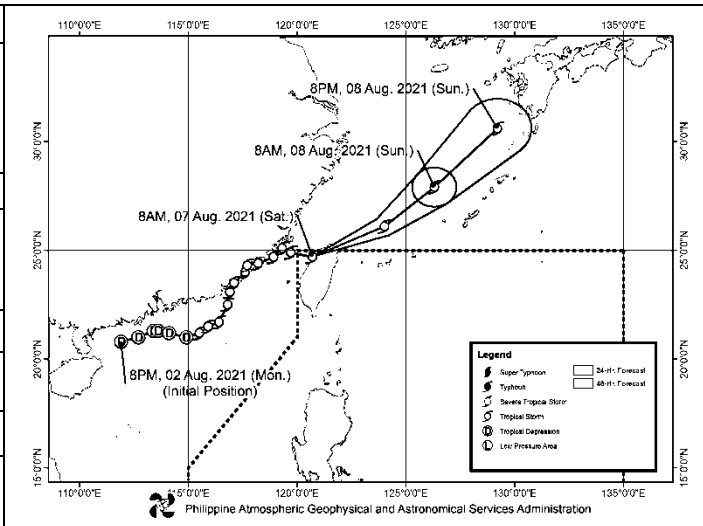 110°0'0"E 115°0'0"E 120°0'0"E 125°0'0"E 130°0'0"E 135°0'0"E
8PM, 08 Aug. 2021 (Sun.)
30°0'0"N 30°0'0"N
8AM, 08 Aug. 2021 (Sun.)
8AM, 07 Aug. 2021 (Sat.)
25°0'0"N 25°0'0"N
20°0'0"N 20°0'0"N
8PM, 02 Aug. 2021 (Mon.)
(Initial Position)
Legend
Super Typhoon 24-Hr. Forecast
Typhoon 48-Hr. Forecast
Severe Tropical Storm
Tropical Storm
D Tropical Depression
L Low Pressure Area
15°0'0"N 15°0'0"N
110°0'0"E 115°0'0"E 120°0'0"E 125°0'0"E 130°0'0"E 135°0'0"E
Philippine Atmospheric Geophysical and Astronomical Services Administration